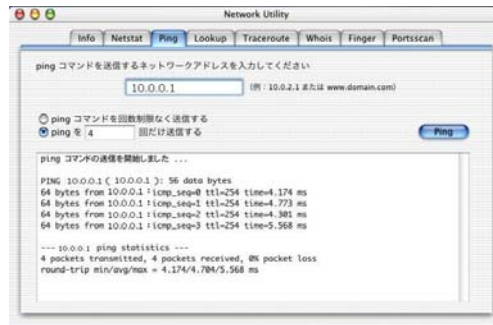 Network Utility
Info Netstat Ping Lookup Traceroute Whois Finger Portsscan
ping コマンドを送信するネットワークアドレスを入力してください
10.0.0.1 (例 : 10.0.2.1 または www.domain.com)
ping コマンドを回数制限なく送信する
ping を 4 回だけ送信する Ping
ping コマンドの送信を開始しました ...
PING 10.0.0.1 ( 10.0.0.1 ): 56 data bytes
64 bytes from 10.0.0.1 : icmp_seq=0 ttl=254 time=4.174 ms
64 bytes from 10.0.0.1 : icmp_seq=1 ttl=254 time=4.773 ms
64 bytes from 10.0.0.1 : icmp_seq=2 ttl=254 time=4.301 ms
64 bytes from 10.0.0.1 : icmp_seq=3 ttl=254 time=5.568 ms
--- 10.0.0.1 ping statistics ---
4 packets transmitted, 4 packets received, 0% packet loss
round-trip min/avg/max = 4.174/4.704/5.568 ms